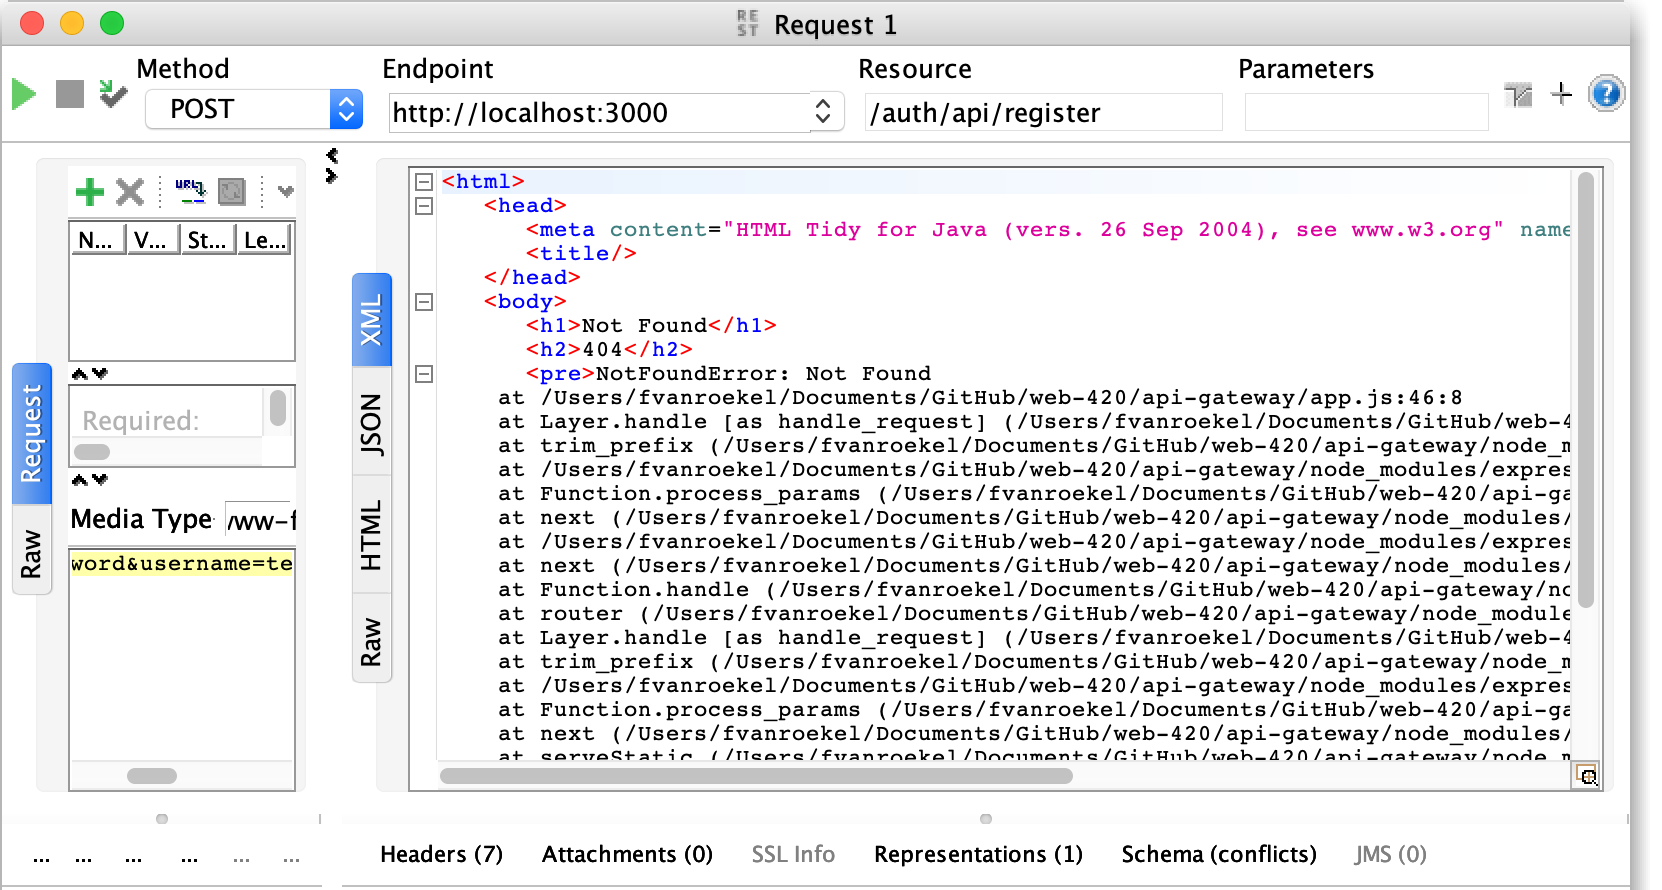 REST Request 1
Method Endpoint Resource Parameters
POST http://localhost:3000 /auth/api/register
N... V... St... Le...
Required:
Media Type /ww-f
word&username=te
Request
Raw
XML
JSON
HTML
Raw
<html>
<head>
<meta content="HTML Tidy for Java (vers. 26 Sep 2004), see www.w3.org" name
<title/>
</head>
<body>
<h1>Not Found</h1>
<h2>404</h2>
<pre>NotFoundError: Not Found
at /Users/fvanroekel/Documents/GitHub/web-420/api-gateway/app.js:46:8
at Layer.handle [as handle_request] (/Users/fvanroekel/Documents/GitHub/web-4
at trim_prefix (/Users/fvanroekel/Documents/GitHub/web-420/api-gateway/node_m
at /Users/fvanroekel/Documents/GitHub/web-420/api-gateway/node_modules/expres
at Function.process_params (/Users/fvanroekel/Documents/GitHub/web-420/api-ga
at next (/Users/fvanroekel/Documents/GitHub/web-420/api-gateway/node_modules/
at /Users/fvanroekel/Documents/GitHub/web-420/api-gateway/node_modules/expres
at next (/Users/fvanroekel/Documents/GitHub/web-420/api-gateway/node_modules/
at Function.handle (/Users/fvanroekel/Documents/GitHub/web-420/api-gateway/no
at router (/Users/fvanroekel/Documents/GitHub/web-420/api-gateway/node_module
at Layer.handle [as handle_request] (/Users/fvanroekel/Documents/GitHub/web-4
at trim_prefix (/Users/fvanroekel/Documents/GitHub/web-420/api-gateway/node_m
at /Users/fvanroekel/Documents/GitHub/web-420/api-gateway/node_modules/expres
at Function.process_params (/Users/fvanroekel/Documents/GitHub/web-420/api-ga
at next (/Users/fvanroekel/Documents/GitHub/web-420/api-gateway/node_modules/
at serveStatic (/Users/fvanroekel/Documents/GitHub/web-420/api-gateway/node_m
... ... ... ... ... ...
Headers (7) Attachments (0) SSL Info Representations (1) Schema (conflicts) JMS (0)